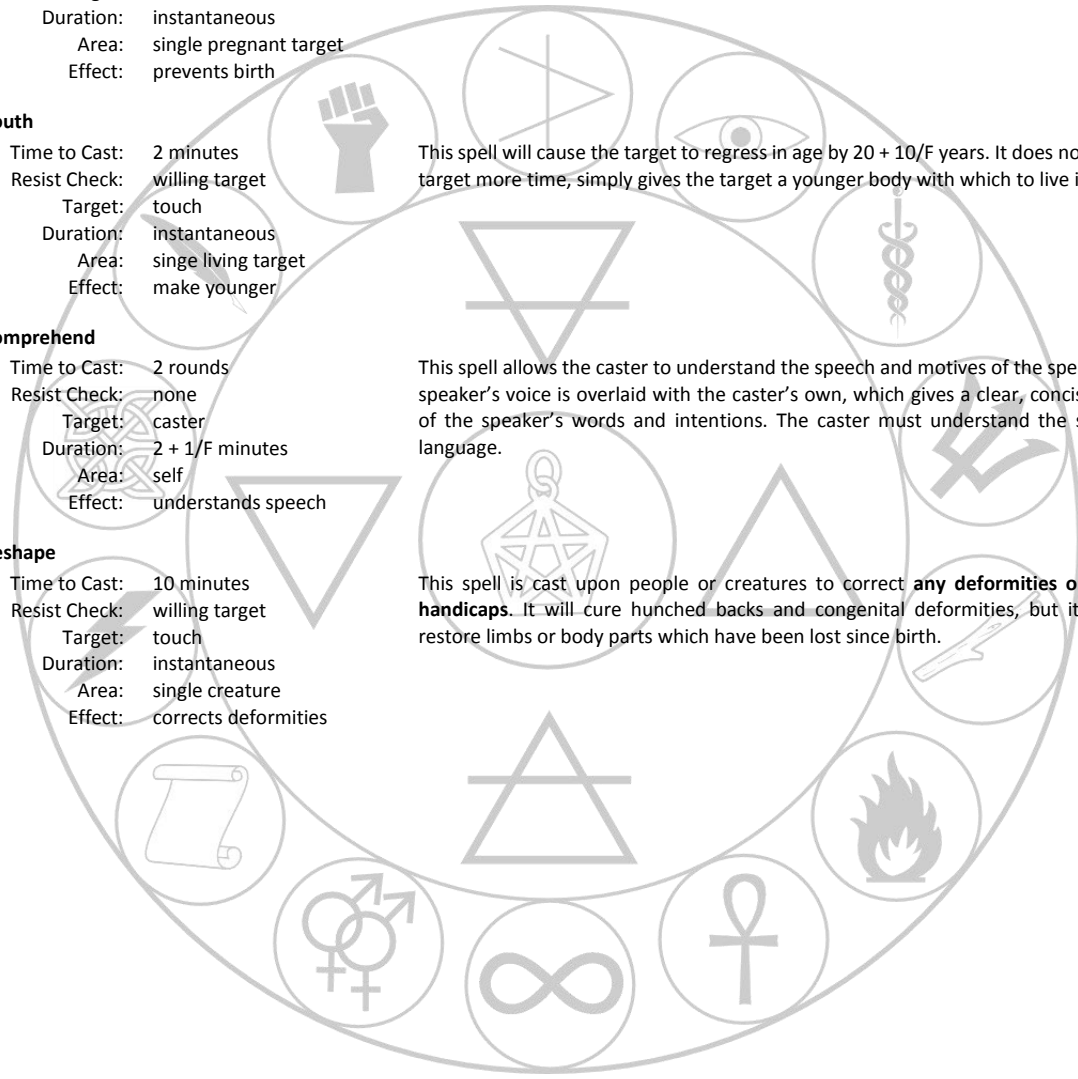 Duration: instantaneous
Area: single pregnant target
Effect: prevents birth
outh
Time to Cast: 2 minutes
Resist Check: willing target
Target: touch
Duration: instantaneous
Area: singe living target
Effect: make younger
This spell will cause the target to regress in age by 20 + 10/F years. It does no
target more time, simply gives the target a younger body with which to live i
omprehend
Time to Cast: 2 rounds
Resist Check: none
Target: caster
Duration: 2 + 1/F minutes
Area: self
Effect: understands speech
This spell allows the caster to understand the speech and motives of the spe
speaker’s voice is overlaid with the caster’s own, which gives a clear, concis
of the speaker’s words and intentions. The caster must understand the s
language.
eshape
Time to Cast: 10 minutes
Resist Check: willing target
Target: touch
Duration: instantaneous
Area: single creature
Effect: corrects deformities
This spell is cast upon people or creatures to correct any deformities o
handicaps. It will cure hunched backs and congenital deformities, but it
restore limbs or body parts which have been lost since birth.